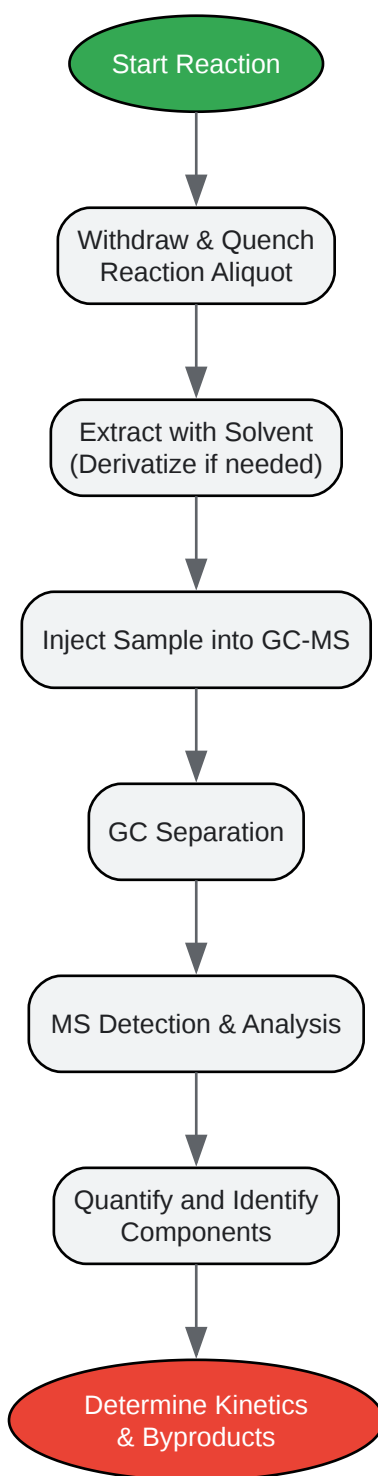 Start Reaction
Withdraw & Quench
Reaction Aliquot
Extract with Solvent
(Derivatize if needed)
Inject Sample into GC-MS
GC Separation
MS Detection & Analysis
Quantify and Identify
Components
Determine Kinetics
& Byproducts